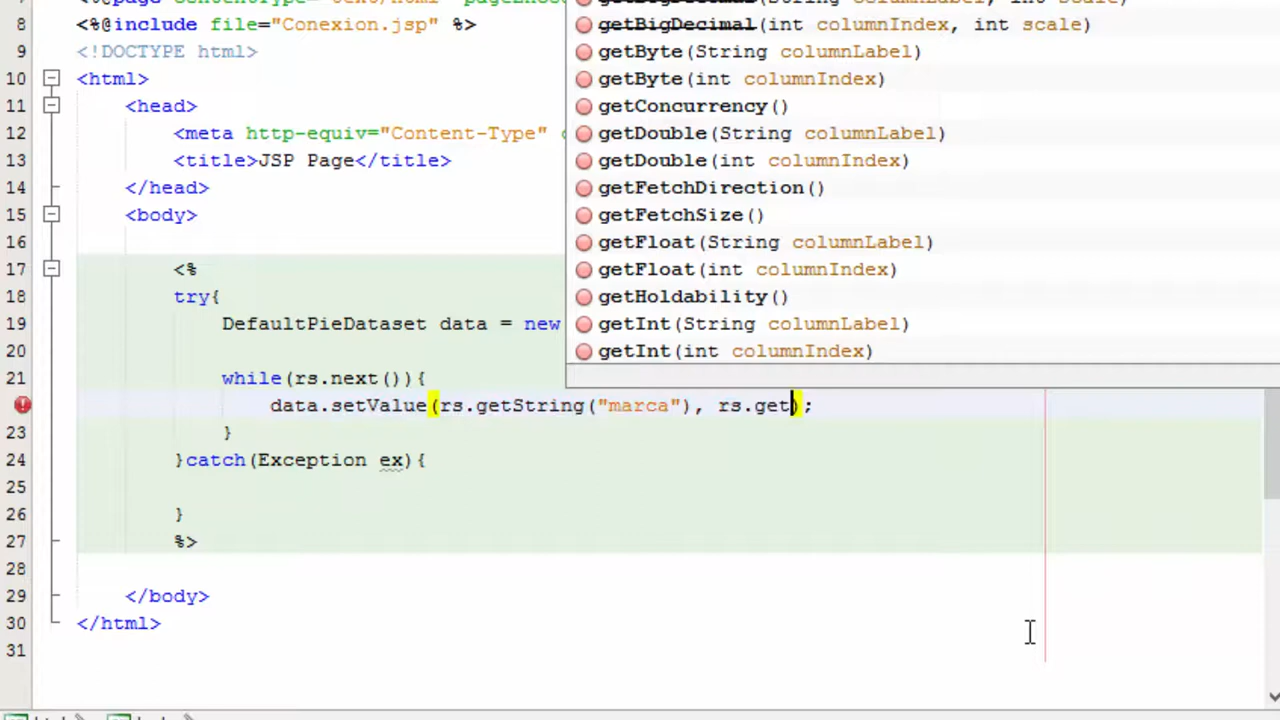 8 <%@include file="Conexion.jsp" %>
9 <!DOCTYPE html>
10 <html>
11 <head>
12 <meta http-equiv="Content-Type"
13 <title>JSP Page</title>
14 </head>
15 <body>
16
17 <%
18 try{
19 DefaultPieDataset data = new
20
21 while(rs.next()){
data.setValue(rs.getString("marca"), rs.get);
23 }
24 }catch(Exception ex){
25
26 }
27 %>
28
29 </body>
30 </html>
31
getBigDecimal(int columnIndex, int scale)
getByte(String columnLabel)
getByte(int columnIndex)
getConcurrency()
getDouble(String columnLabel)
getDouble(int columnIndex)
getFetchDirection()
getFetchSize()
getFloat(String columnLabel)
getFloat(int columnIndex)
getHoldability()
getInt(String columnLabel)
getInt(int columnIndex)